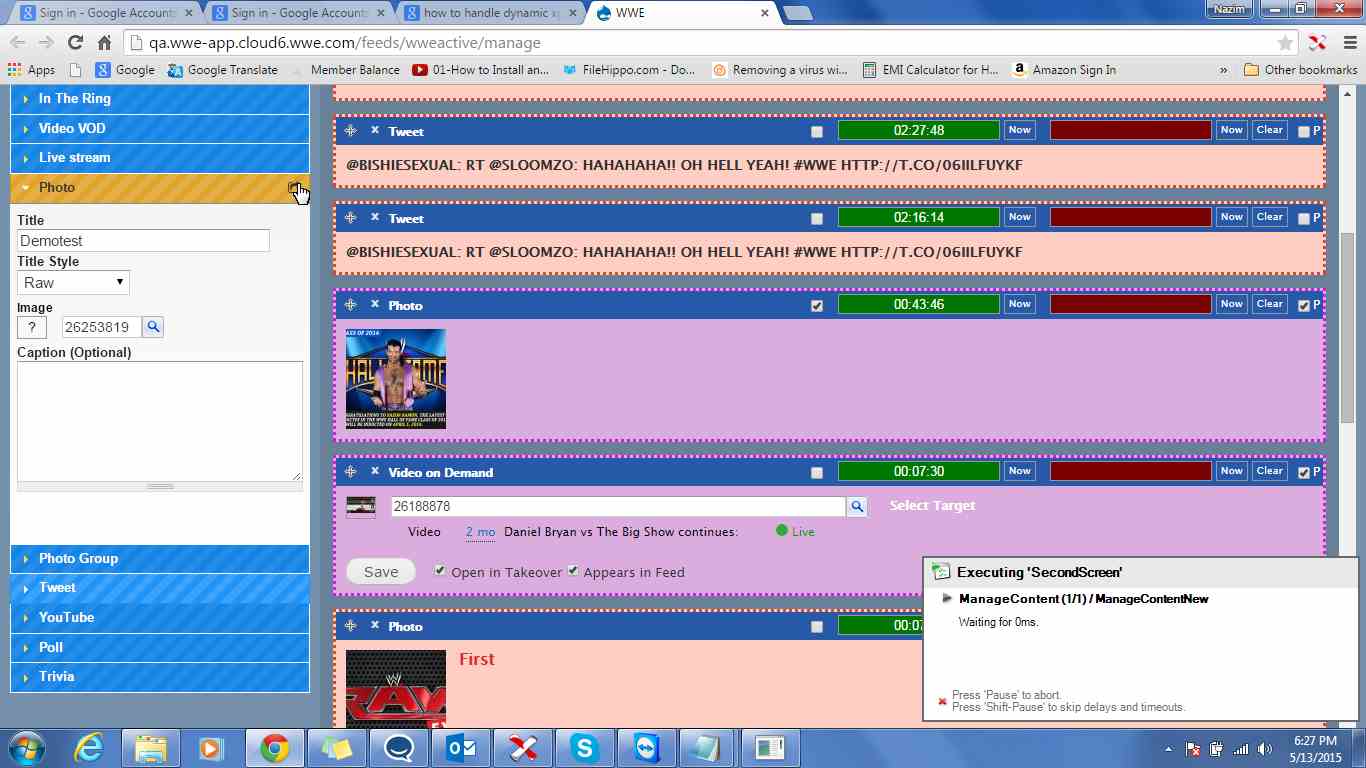 Sign in - Google Accounts
Sign in - Google Accounts
how to handle dynamic x
WWE
Nazim
qa.wwe-app.cloud6.wwe.com/feeds/wweactive/manage
Apps
Google
Google Translate
Member Balance
01-How to Install an...
FileHippo.com - Do...
Removing a virus wi...
EMI Calculator for H...
Amazon Sign In
»
Other bookmarks
In The Ring
Video VOD
Live stream
Photo
Title
Demotest
Title Style
Raw
Image
? 26253819
Caption (Optional)
Photo Group
Tweet
YouTube
Poll
Trivia
Tweet 02:27:48 Now Now Clear P
@BISHIESEXUAL: RT @SLOOMZO: HAHAHAHA!! OH HELL YEAH! #WWE HTTP://T.CO/06IILFUYKF
Tweet 02:16:14 Now Now Clear P
@BISHIESEXUAL: RT @SLOOMZO: HAHAHAHA!! OH HELL YEAH! #WWE HTTP://T.CO/06IILFUYKF
Photo 00:43:46 Now Now Clear P
Video on Demand 00:07:30 Now Now Clear P
26188878 Select Target
Video 2 mo Daniel Bryan vs The Big Show continues: Live
Save Open in Takeover Appears in Feed
Photo 00:07
First
RAW
Executing 'SecondScreen'
ManageContent (1/1) / ManageContentNew
Waiting for 0ms.
Press 'Pause' to abort.
Press 'Shift-Pause' to skip delays and timeouts.
6:27 PM
5/13/2015